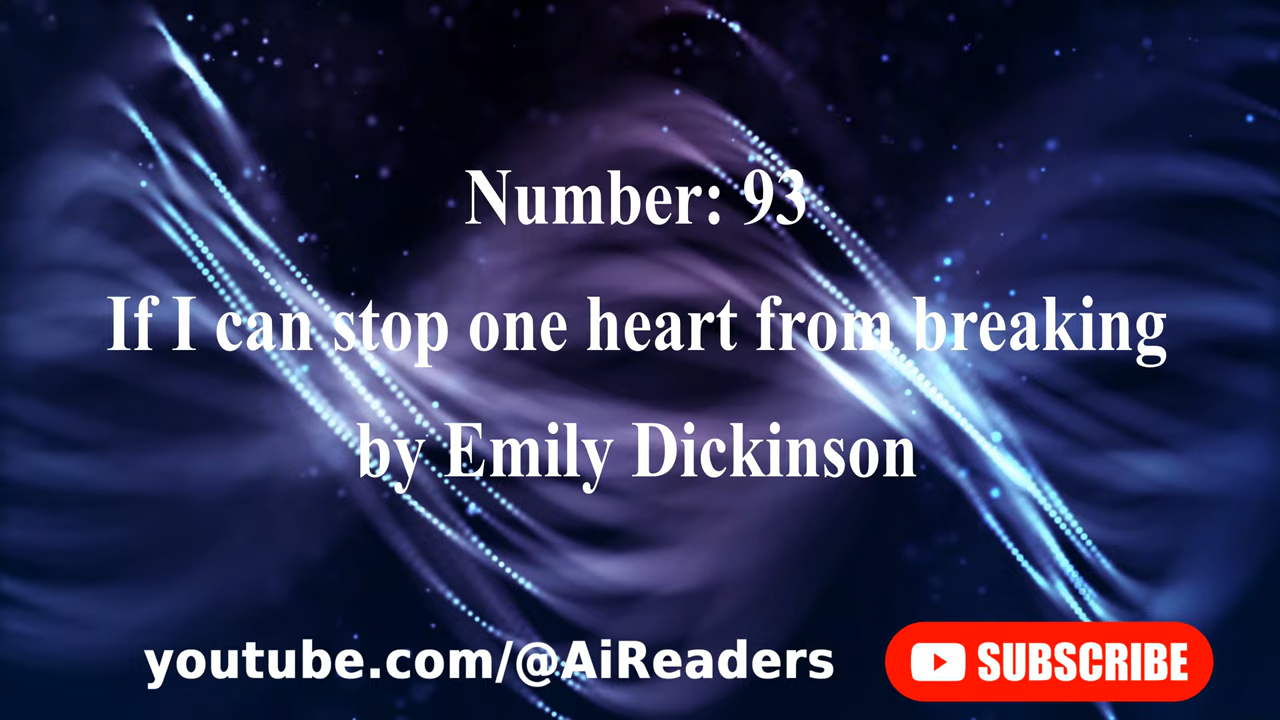 Number: 93
If I can stop one heart from breaking
by Emily Dickinson
youtube.com/@AiReaders
SUBSCRIBE